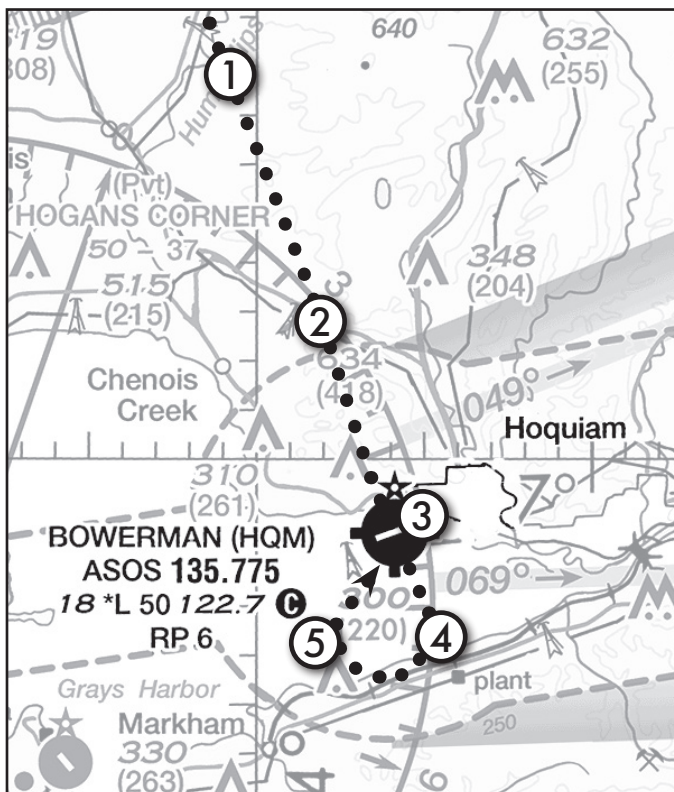 640
632
(255)
1
(Pvt)
HOGANS CORNER
50 - 37
515
(215)
348
(204)
2
634
(418)
Chenois
Creek
049°
Hoquiam
310
(261)
3
BOWERMAN (HQM)
ASOS 135.775
18 *L 50 122.7 C
RP 6
069°
300
220)
5
4
plant
Grays Harbor
Markham
330
(263)
250